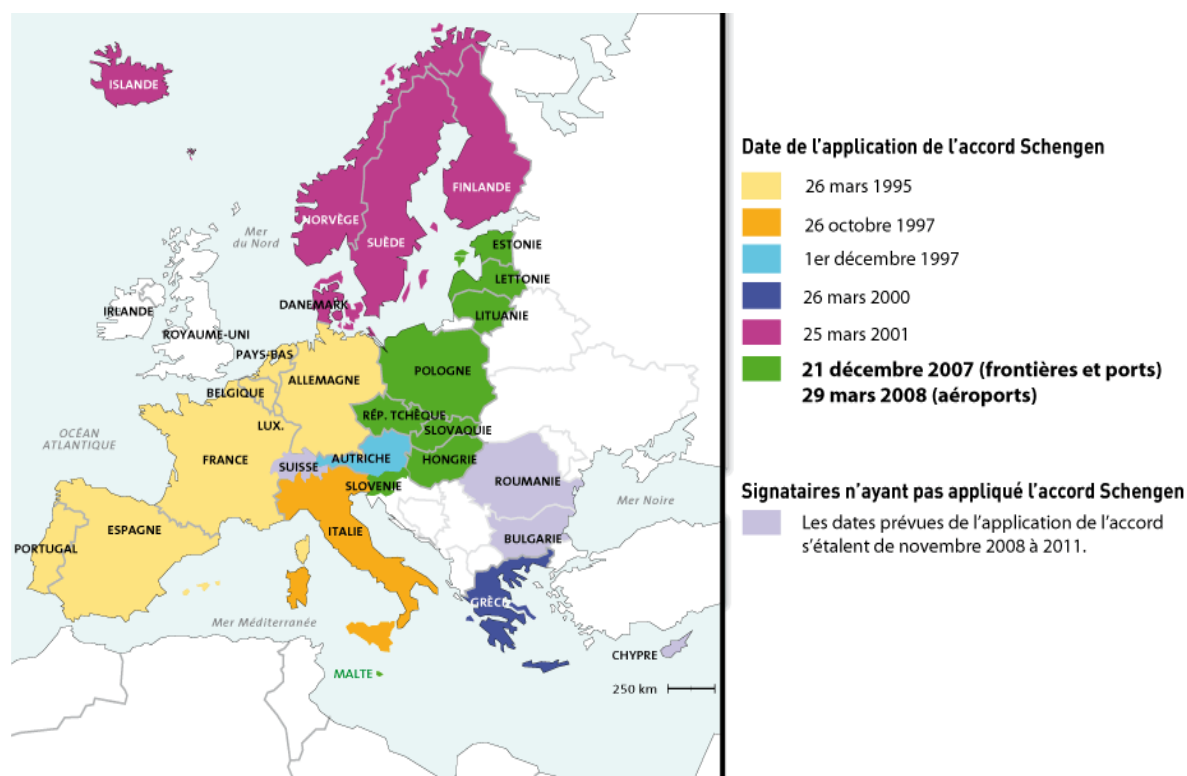 ISLANDE
FINLANDE
NORVÈGE
Mer
du Nord
SUÈDE
ESTONIE
LETTONIE
DANEMARK
IRLANDE
LITUANIE
ROYAUME-UNI
PAYS-BAS
POLOGNE
ALLEMAGNE
BELGIQUE
RÉP. TCHÈQUE
LUX.
SLOVAQUIE
OCÉAN
ATLANTIQUE
FRANCE
SUISSE
AUTRICHE
HONGRIE
ROUMANIE
SLOVENIE
Mer Noire
ESPAGNE
ITALIE
BULGARIE
PORTUGAL
GRÈCE
Mer Méditerranée
CHYPRE
MALTE
250 km
Date de l'application de l'accord Schengen
26 mars 1995
26 octobre 1997
1er décembre 1997
26 mars 2000
25 mars 2001
21 décembre 2007 (frontières et ports)
29 mars 2008 (aéroports)
Signataires n'ayant pas appliqué l'accord Schengen
Les dates prévues de l'application de l'accord
s'étalent de novembre 2008 à 2011.